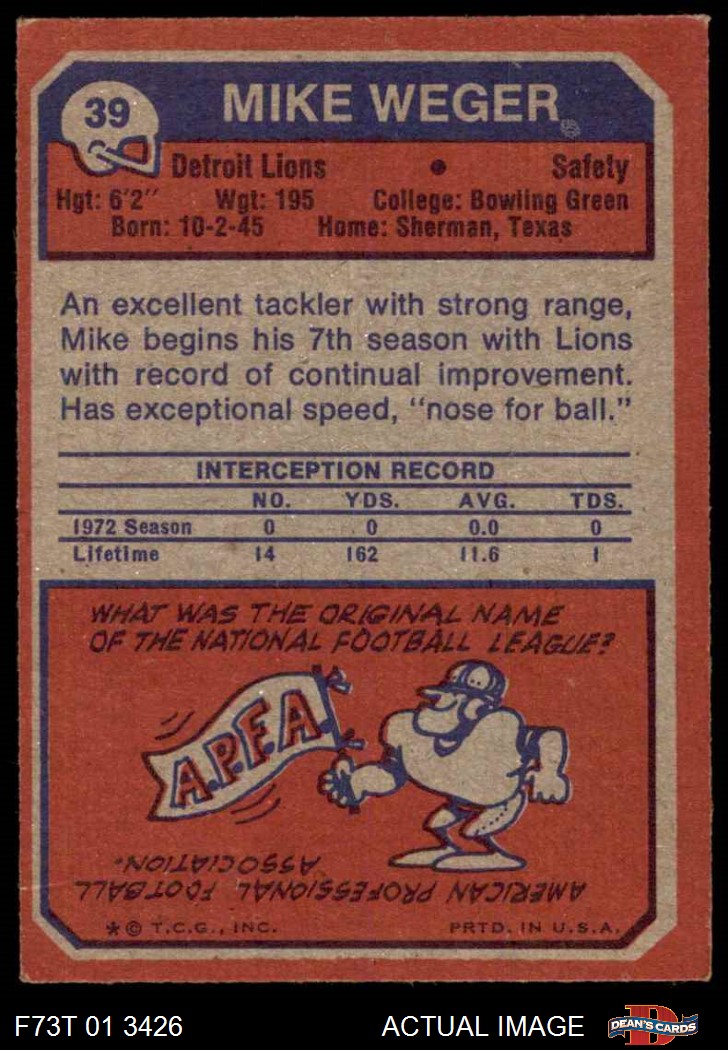 39
MIKE WEGER
Detroit Lions • Safety
Hgt: 6'2" Wgt: 195 College: Bowling Green
Born: 10-2-45 Home: Sherman, Texas
An excellent tackler with strong range,
Mike begins his 7th season with Lions
with record of continual improvement.
Has exceptional speed, "nose for ball."
INTERCEPTION RECORD
NO. YDS. AVG. TDS.
1972 Season 0 0 0.0 0
Lifetime 14 162 11.6 1
WHAT WAS THE ORIGINAL NAME
OF THE NATIONAL FOOTBALL LEAGUE?
A.P.F.A.
AMERICAN PROFESSIONAL FOOTBALL
ASSOCIATION.
* © T.C.G., INC. PRTD. IN U.S.A.
F73T 01 3426 ACTUAL IMAGE D DEAN'S CARDS